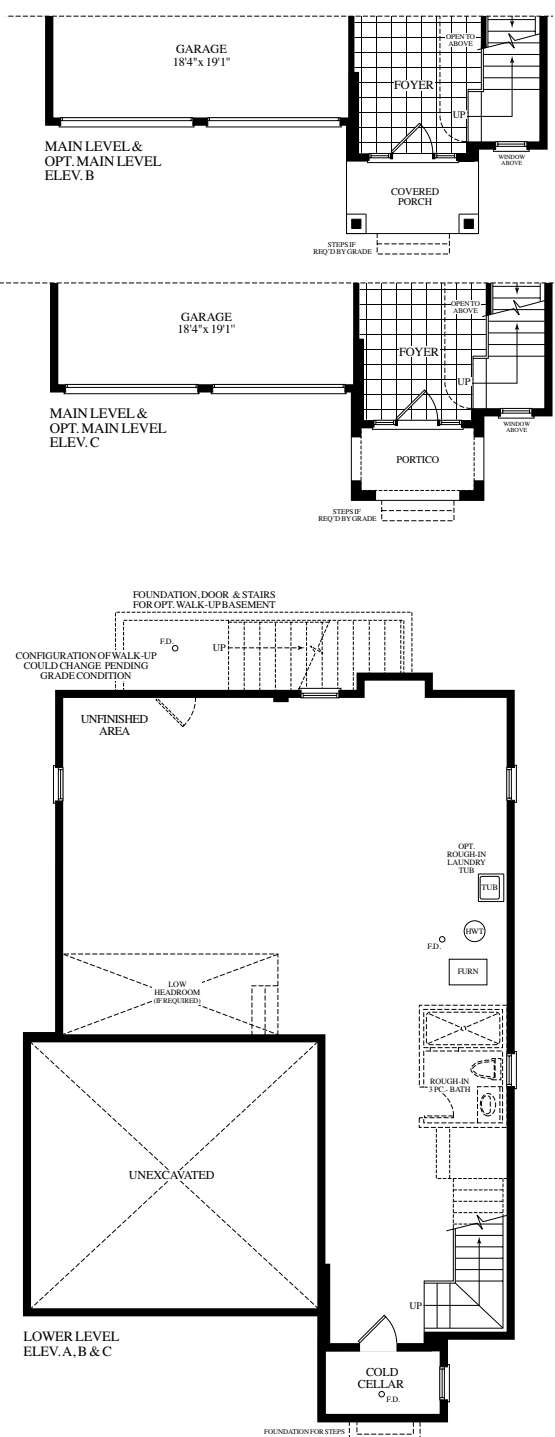 OPEN TO
ABOVE
GARAGE
18'4"x 19'1"
FOYER
UP
MAIN LEVEL &
OPT. MAIN LEVEL
ELEV. B
WINDOW
ABOVE
COVERED
PORCH
STEPS IF
REQ'D BY GRADE
OPEN TO
ABOVE
GARAGE
18'4"x 19'1"
FOYER
UP
MAIN LEVEL &
OPT. MAIN LEVEL
ELEV. C
WINDOW
ABOVE
PORTICO
STEPS IF
REQ'D BY GRADE
FOUNDATION, DOOR & STAIRS
FOR OPT. WALK-UP BASEMENT
F.D.
UP
CONFIGURATION OF WALK-UP
COULD CHANGE PENDING
GRADE CONDITION
UNFINISHED
AREA
OPT.
ROUGH-IN
LAUNDRY
TUB
TUB
HWT
F.D.
FURN
LOW
HEADROOM
(IF REQUIRED)
ROUGH-IN
3 PC.- BATH
UNEXCAVATED
UP
LOWER LEVEL
ELEV. A, B & C
COLD
CELLAR
F.D.
FOUNDATION FOR STEPS